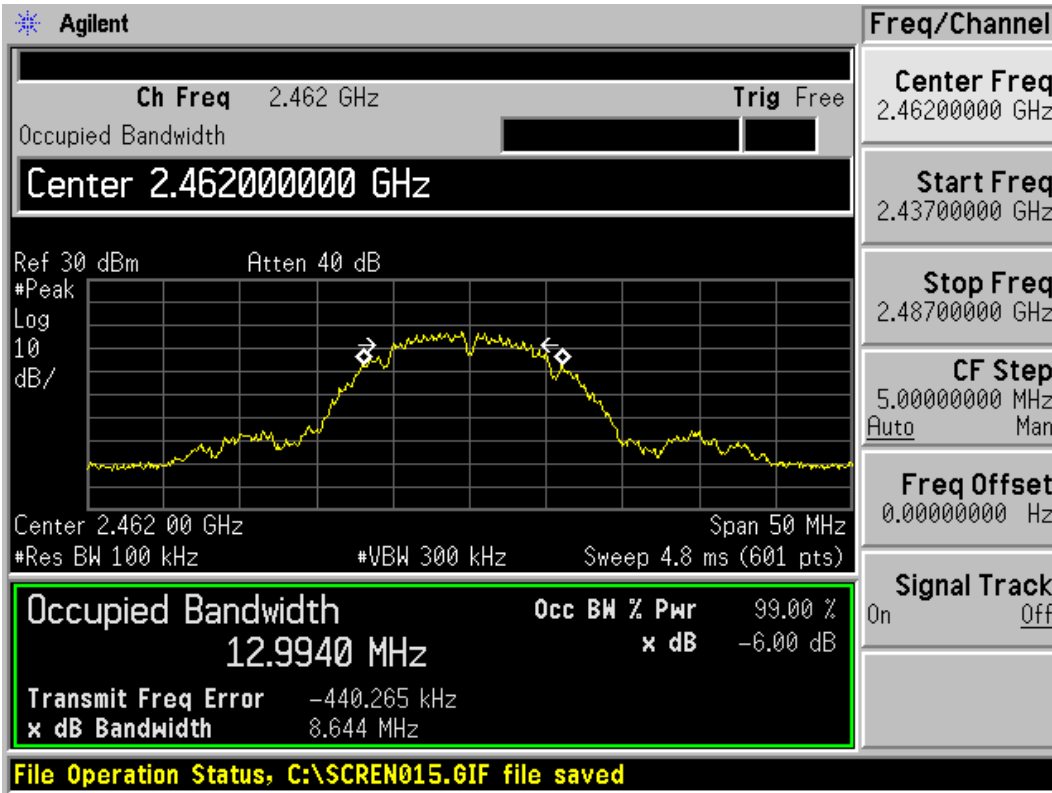 Agilent
Ch Freq 2.462 GHz Trig Free
Occupied Bandwidth
Center 2.462000000 GHz
Ref 30 dBm Atten 40 dB
#Peak
Log
10
dB/
Center 2.462 00 GHz Span 50 MHz
#Res BW 100 kHz #VBW 300 kHz Sweep 4.8 ms (601 pts)
Occupied Bandwidth Occ BW % Pwr 99.00 %
12.9940 MHz x dB -6.00 dB
Transmit Freq Error -440.265 kHz
x dB Bandwidth 8.644 MHz
File Operation Status, C:\SCREN015.GIF file saved
Freq/Channel
Center Freq
2.46200000 GHz
Start Freq
2.43700000 GHz
Stop Freq
2.48700000 GHz
CF Step
5.00000000 MHz
Auto Man
Freq Offset
0.00000000 Hz
Signal Track
On Off